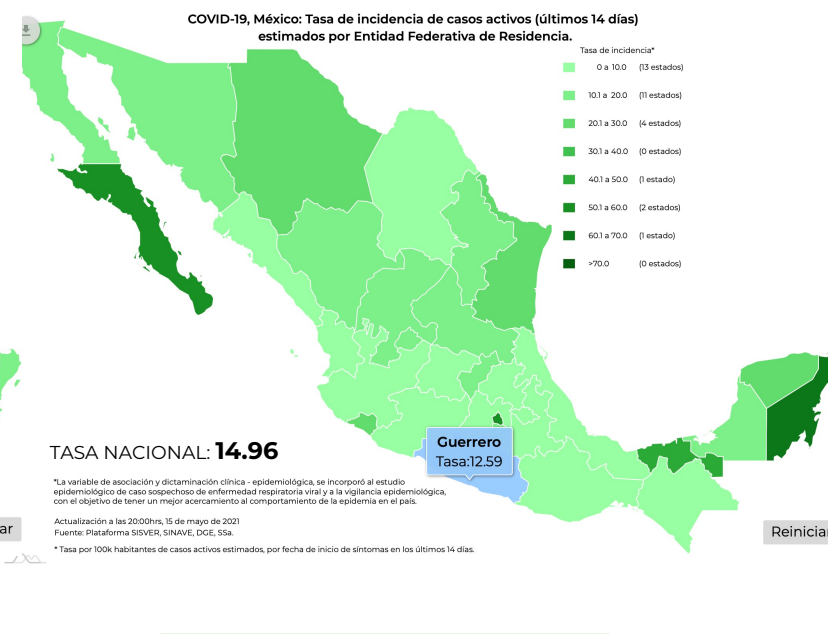 COVID-19, México: Tasa de incidencia de casos activos (últimos 14 días)
estimados por Entidad Federativa de Residencia.
Tasa de incidencia*
0 a 10.0 (13 estados)
10.1 a 20.0 (11 estados)
20.1 a 30.0 (4 estados)
30.1 a 40.0 (0 estados)
40.1 a 50.0 (1 estado)
50.1 a 60.0 (2 estados)
60.1 a 70.0 (1 estado)
>70.0 (0 estados)
Guerrero
Tasa:12.59
TASA NACIONAL: 14.96
*La variable de asociación y dictaminación clínica - epidemiológica, se incorporó al estudio
epidemiológico de caso sospechoso de enfermedad respiratoria viral y a la vigilancia epidemiológica,
con el objetivo de tener un mejor acercamiento al comportamiento de la epidemia en el país.
Actualización a las 20:00hrs, 15 de mayo de 2021
Fuente: Plataforma SISVER, SINAVE, DGE, SSa.
* Tasa por 100k habitantes de casos activos estimados, por fecha de inicio de síntomas en los últimos 14 días.
ar
Reiniciar